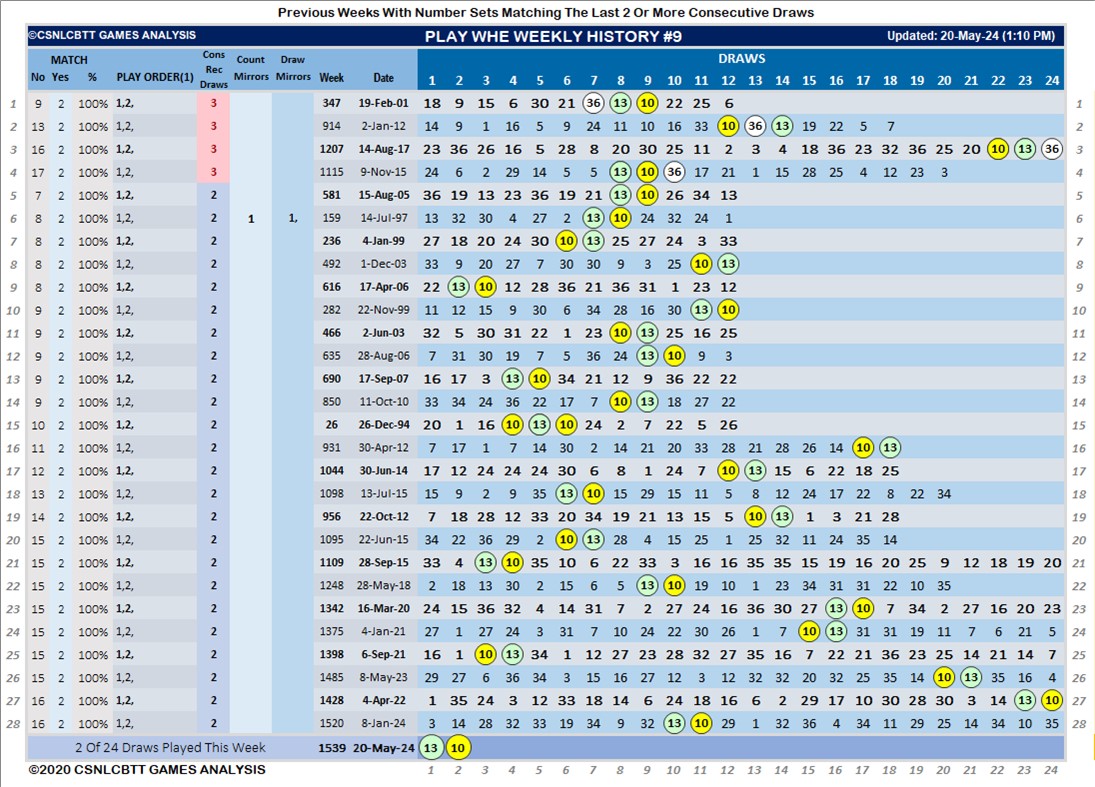 Previous Weeks With Number Sets Matching The Last 2 Or More Consecutive Draws
©CSNLCBTT GAMES ANALYSIS PLAY WHE WEEKLY HISTORY #9 Updated: 20-May-24 (1:10 PM)
MATCH Cons Rec Draws Count Mirrors Draw Mirrors DRAWS
No Yes % PLAY ORDER(1) Week Date 1 2 3 4 5 6 7 8 9 10 11 12 13 14 15 16 17 18 19 20 21 22 23 24
1 9 2 100% 1,2, 3 347 19-Feb-01 18 9 15 6 30 21 36 13 10 22 25 6 1
2 13 2 100% 1,2, 3 914 2-Jan-12 14 9 1 16 5 9 24 11 10 16 33 10 36 13 19 22 5 7 2
3 16 2 100% 1,2, 3 1207 14-Aug-17 23 36 26 16 5 28 8 20 30 25 11 2 3 4 18 36 23 32 36 25 20 10 13 36 3
4 17 2 100% 1,2, 3 1115 9-Nov-15 24 6 2 29 14 5 5 13 10 36 17 21 1 15 28 25 4 12 23 3 4
5 7 2 100% 1,2, 2 581 15-Aug-05 36 19 13 23 36 19 21 13 10 26 34 13 5
6 8 2 100% 1,2, 2 1 1, 159 14-Jul-97 13 32 30 4 27 2 13 10 24 32 24 1 6
7 8 2 100% 1,2, 2 236 4-Jan-99 27 18 20 24 30 10 13 25 27 24 3 33 7
8 8 2 100% 1,2, 2 492 1-Dec-03 33 9 20 27 7 30 30 9 3 25 10 13 8
9 8 2 100% 1,2, 2 616 17-Apr-06 22 13 10 12 28 36 21 36 31 1 23 12 9
10 9 2 100% 1,2, 2 282 22-Nov-99 11 12 15 9 30 6 34 28 16 30 13 10 10
11 9 2 100% 1,2, 2 466 2-Jun-03 32 5 30 31 22 1 23 10 13 25 16 25 11
12 9 2 100% 1,2, 2 635 28-Aug-06 7 31 30 19 7 5 36 24 13 10 9 3 12
13 9 2 100% 1,2, 2 690 17-Sep-07 16 17 3 13 10 34 21 12 9 36 22 22 13
14 9 2 100% 1,2, 2 850 11-Oct-10 33 34 24 36 22 17 7 10 13 18 27 22 14
15 10 2 100% 1,2, 2 26 26-Dec-94 20 1 16 10 13 10 24 2 7 22 5 26 15
16 11 2 100% 1,2, 2 931 30-Apr-12 7 17 1 7 14 30 2 14 21 20 33 28 21 28 26 14 10 13 16
17 12 2 100% 1,2, 2 1044 30-Jun-14 17 12 24 24 24 30 6 8 1 24 7 10 13 15 6 22 18 25 17
18 13 2 100% 1,2, 2 1098 13-Jul-15 15 9 2 9 35 13 10 15 29 15 11 5 8 12 24 17 22 8 22 34 18
19 14 2 100% 1,2, 2 956 22-Oct-12 7 18 28 12 33 20 34 19 21 13 15 5 10 13 1 3 21 28 19
20 15 2 100% 1,2, 2 1095 22-Jun-15 34 22 36 29 2 10 13 28 4 15 25 1 25 32 11 24 35 14 20
21 15 2 100% 1,2, 2 1109 28-Sep-15 33 4 13 10 35 10 6 22 33 3 16 16 35 35 15 19 16 20 25 9 12 18 19 20 21
22 15 2 100% 1,2, 2 1248 28-May-18 2 18 13 30 2 15 6 5 13 10 19 10 1 23 15 34 31 31 22 10 35 22
23 15 2 100% 1,2, 2 1342 16-Mar-20 24 15 36 32 4 14 31 7 2 27 24 16 36 30 27 13 10 7 34 2 27 16 20 23 23
24 15 2 100% 1,2, 2 1375 4-Jan-21 27 1 27 24 3 31 7 10 24 22 30 26 1 7 10 13 31 31 19 11 7 6 21 5 24
25 15 2 100% 1,2, 2 1398 6-Sep-21 16 1 10 13 34 1 12 27 23 28 32 27 35 16 7 22 21 36 23 25 14 21 14 7 25
26 15 2 100% 1,2, 2 1485 8-May-23 29 27 6 36 34 3 15 16 27 12 3 12 32 32 20 32 25 35 14 10 13 35 16 4 26
27 16 2 100% 1,2, 2 1428 4-Apr-22 1 35 24 3 12 33 18 14 6 24 18 16 6 2 29 17 10 30 28 30 3 14 13 10 27
28 16 2 100% 1,2, 2 1520 8-Jan-24 3 14 28 32 33 19 34 9 32 13 10 29 1 32 36 4 34 11 29 25 14 34 10 35 28
2 Of 24 Draws Played This Week 1539 20-May-24 13 10
©2020 CSNLCBTT GAMES ANALYSIS 1 2 3 4 5 6 7 8 9 10 11 12 13 14 15 16 17 18 19 20 21 22 23 24